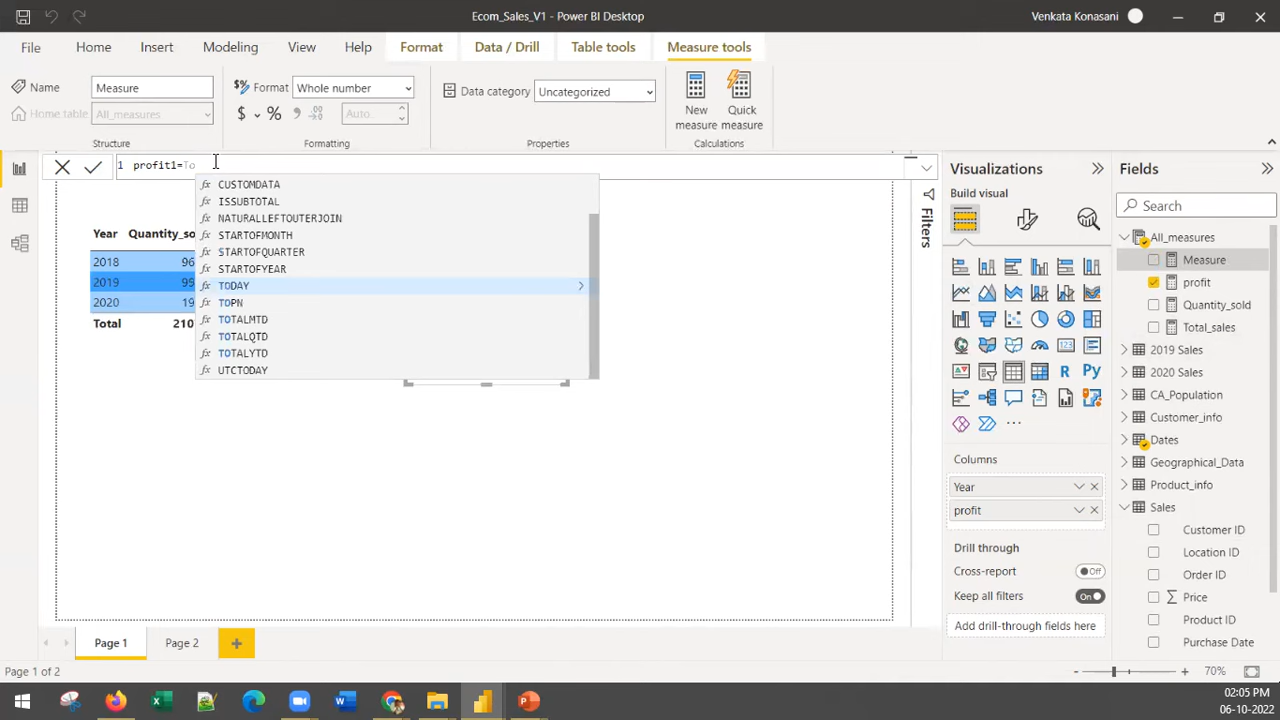 Ecom_Sales_V1 - Power BI Desktop
Venkata Konasani
File Home Insert Modeling View Help Format Data / Drill Table tools Measure tools
Name Measure
Home table All_measures
Structure
Format Whole number
$ % Auto
Formatting
Data category Uncategorized
Properties
New measure
Quick measure
Calculations
1 profit1=To
CUSTOMDATA
ISSUBTOTAL
NATURALLEFTOUTERJOIN
STARTOFMONTH
STARTOFQUARTER
STARTOFYEAR
TODAY
TOPN
TOTALMTD
TOTALQTD
TOTALYTD
UTCTODAY
Year Quantity_so
2018 96
2019 95
2020 19
Total 210
Filters
Visualizations
Build visual
R Py
Columns
Year
profit
Drill through
Cross-report Off
Keep all filters On
Add drill-through fields here
Fields
Search
All_measures
Measure
profit
Quantity_sold
Total_sales
2019 Sales
2020 Sales
CA_Population
Customer_info
Dates
Geographical_Data
Product_info
Sales
Customer ID
Location ID
Order ID
Price
Product ID
Purchase Date
Page 1 Page 2
Page 1 of 2
70%
02:05 PM
06-10-2022